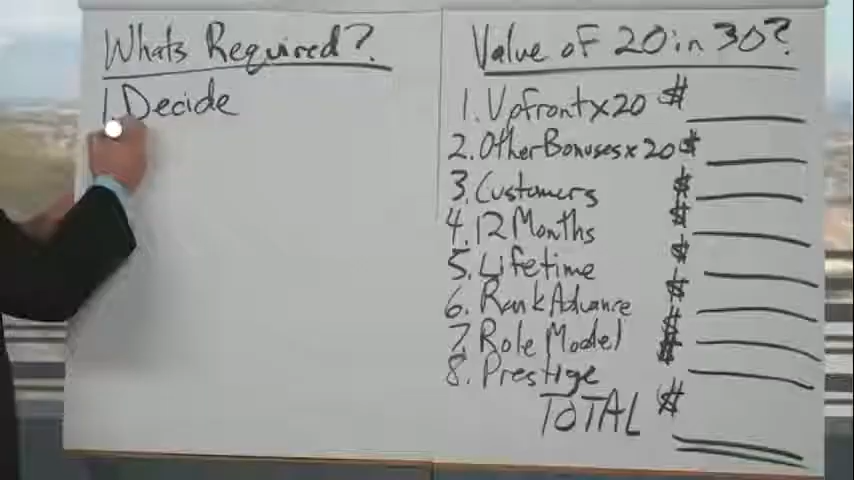 Whats Required?
1. Decide
Value of 20 in 30?
1. Upfront x 20 $
2. Other Bonuses x 20 $
3. Customers $
4. 12 Months $
5. Lifetime $
6. Rank Advance $
7. Role Model $
8. Prestige $
TOTAL $